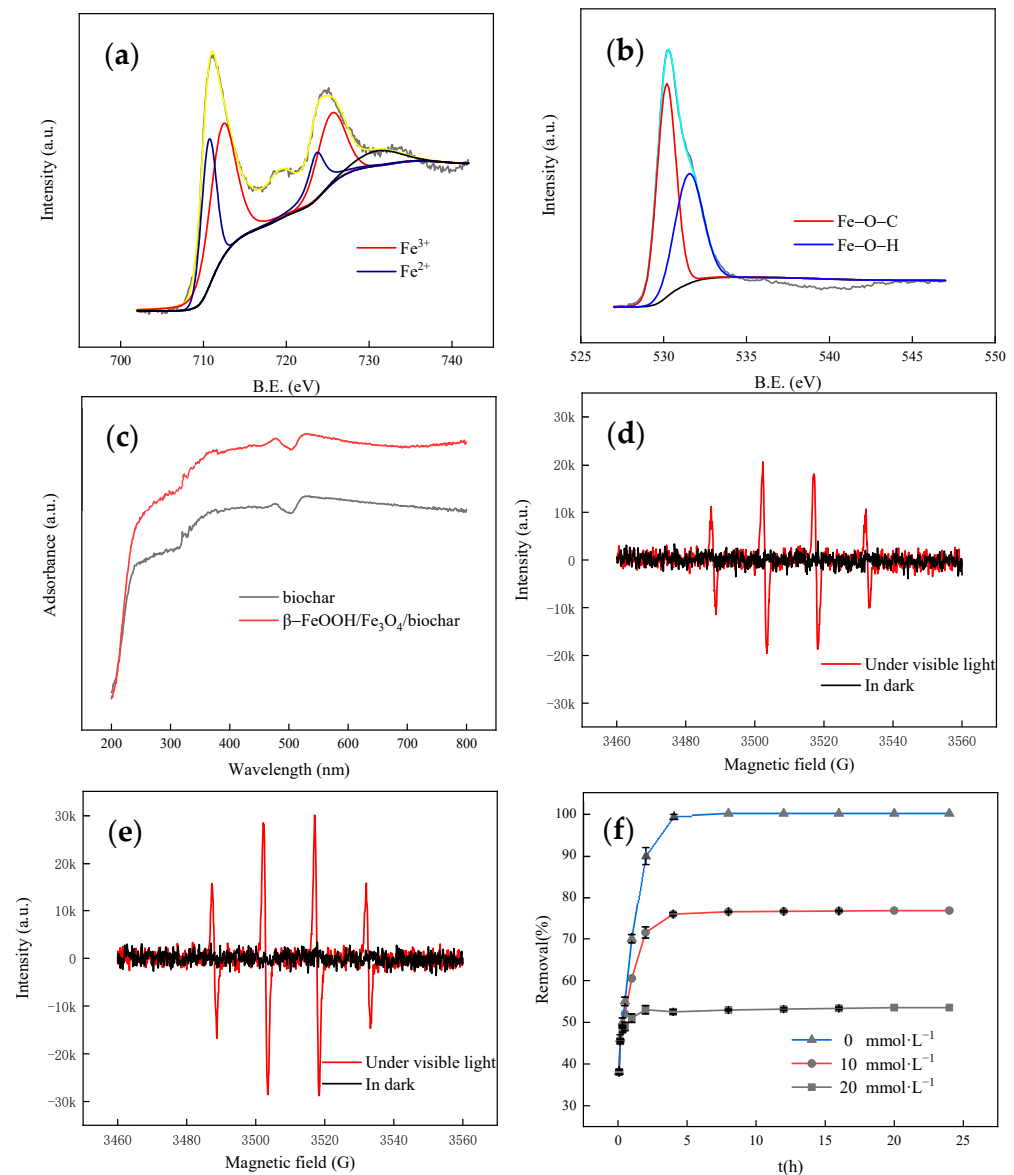 (a)
Intensity (a.u.)
Fe³⁺
Fe²⁺
700 710 720 730 740
B.E. (eV)
(b)
Intensity (a.u.)
Fe–O–C
Fe–O–H
525 530 535 540 545 550
B.E. (eV)
(c)
Adsorbance (a.u.)
biochar
β–FeOOH/Fe₃O₄/biochar
200 300 400 500 600 700 800
Wavelength (nm)
(d)
Intensity (a.u.)
30k
20k
10k
0
-10k
-20k
-30k
Under visible light
In dark
3460 3480 3500 3520 3540 3560
Magnetic field (G)
(e)
Intensity (a.u.)
30k
20k
10k
0
-10k
-20k
-30k
Under visible light
In dark
3460 3480 3500 3520 3540 3560
Magnetic field (G)
(f)
Removal(%)
100
90
80
70
60
50
40
30
0 mmol·L⁻¹
10 mmol·L⁻¹
20 mmol·L⁻¹
0 5 10 15 20 25
t(h)